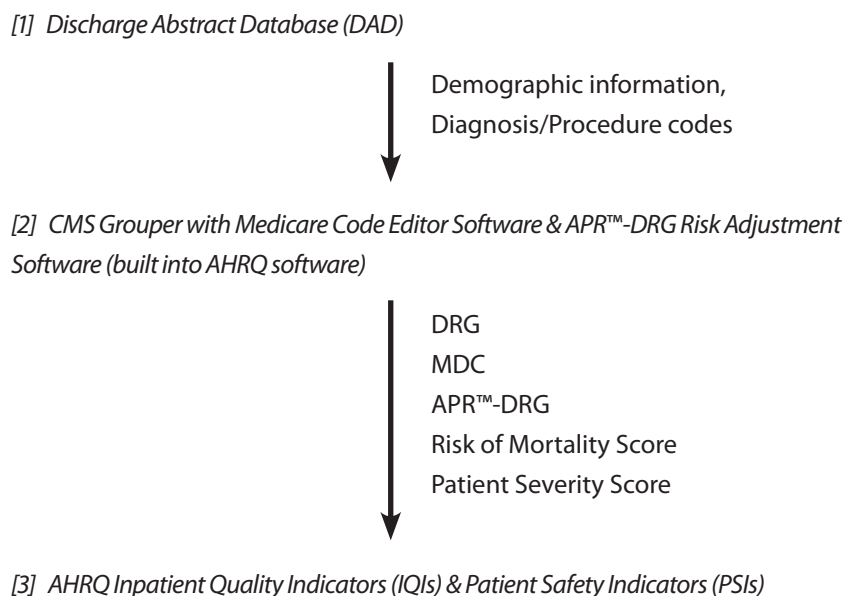 [1] Discharge Abstract Database (DAD)
Demographic information,
Diagnosis/Procedure codes
[2] CMS Grouper with Medicare Code Editor Software & APR™-DRG Risk Adjustment
Software (built into AHRQ software)
DRG
MDC
APR™-DRG
Risk of Mortality Score
Patient Severity Score
[3] AHRQ Inpatient Quality Indicators (IQIs) & Patient Safety Indicators (PSIs)